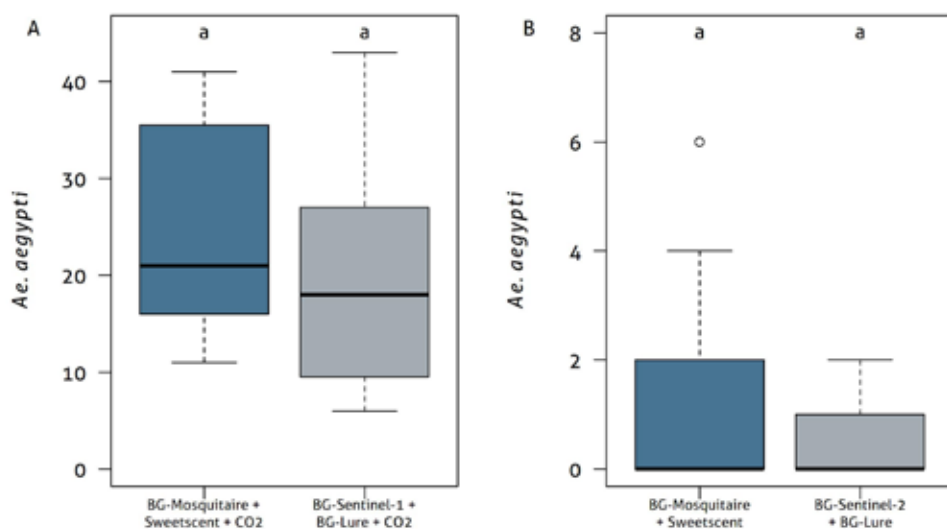 A
a
a
40
30
20
10
0
Ae. aegypti
BG-Mosquitaire +
Sweetscent + CO2
BG-Sentinel-1 +
BG-Lure + CO2
B
a
a
8
6
4
2
0
Ae. aegypti
BG-Mosquitaire
+ Sweetscent
BG-Sentinel-2
+ BG-Lure